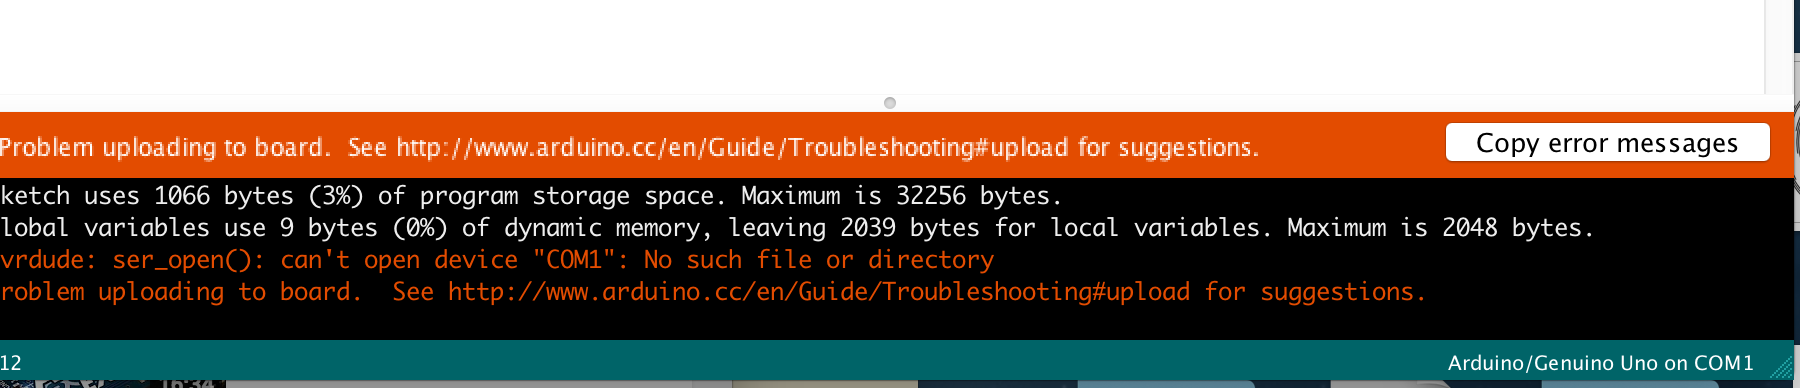 Problem uploading to board.  See http://www.arduino.cc/en/Guide/Troubleshooting#upload for suggestions.
Copy error messages
ketch uses 1066 bytes (3%) of program storage space. Maximum is 32256 bytes.
lobal variables use 9 bytes (0%) of dynamic memory, leaving 2039 bytes for local variables. Maximum is 2048 bytes.
vrdude: ser_open(): can't open device "COM1": No such file or directory
roblem uploading to board.  See http://www.arduino.cc/en/Guide/Troubleshooting#upload for suggestions.
12
Arduino/Genuino Uno on COM1
16:34